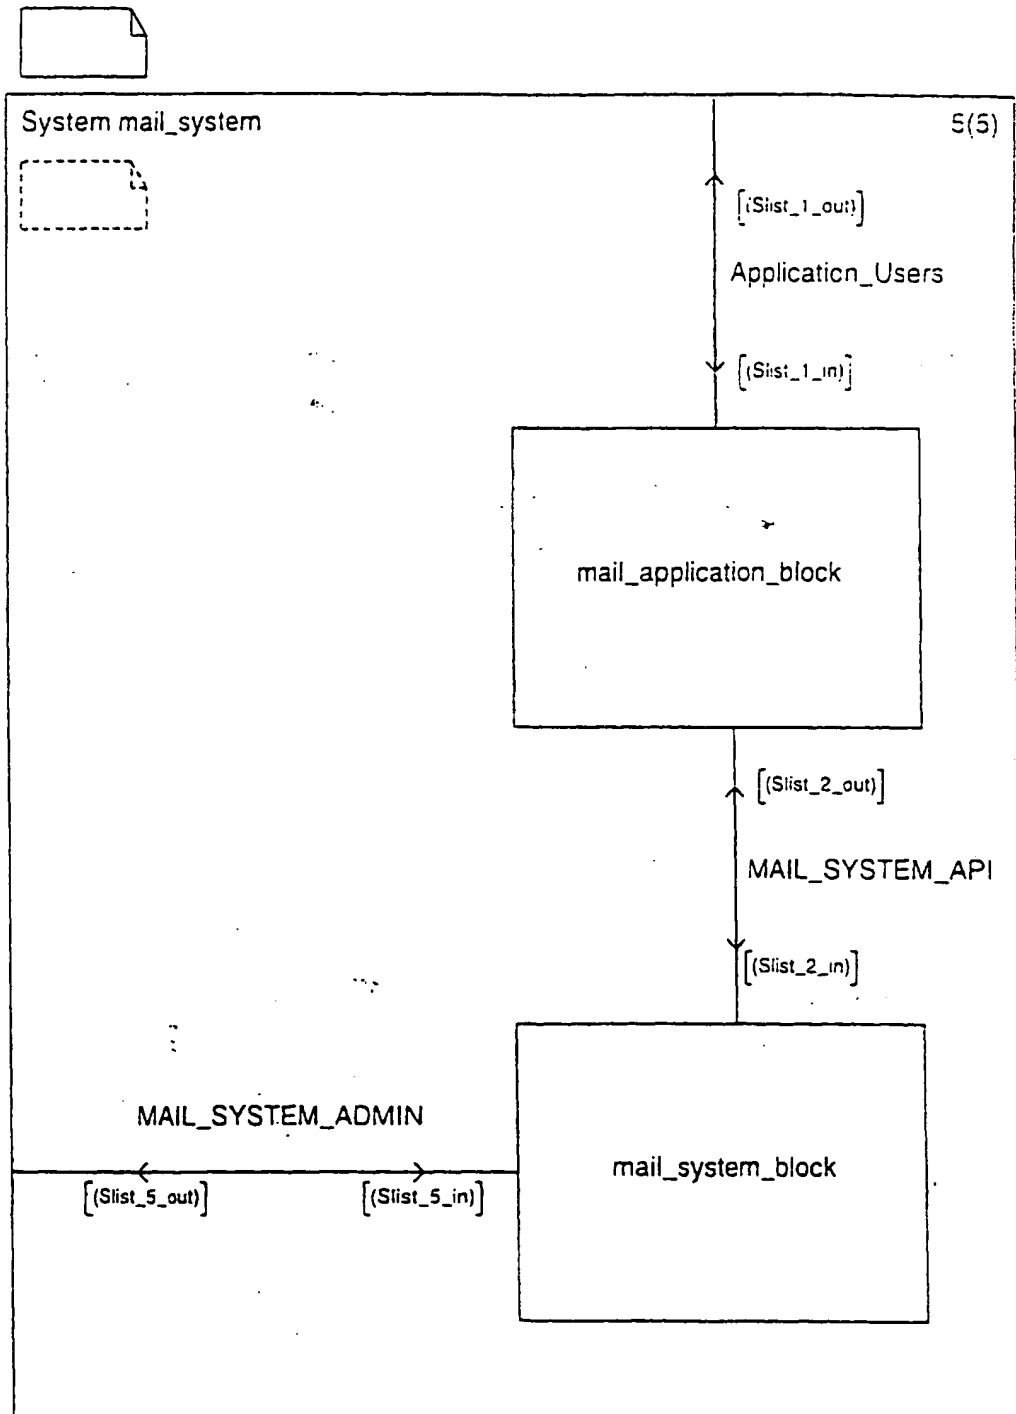 System mail_system
5(5)
[(Slist_1_out)]
Application_Users
[(Slist_1_in)]
mail_application_block
[(Slist_2_out)]
MAIL_SYSTEM_API
[(Slist_2_in)]
MAIL_SYSTEM_ADMIN
mail_system_block
[(Slist_5_out)]
[(Slist_5_in)]